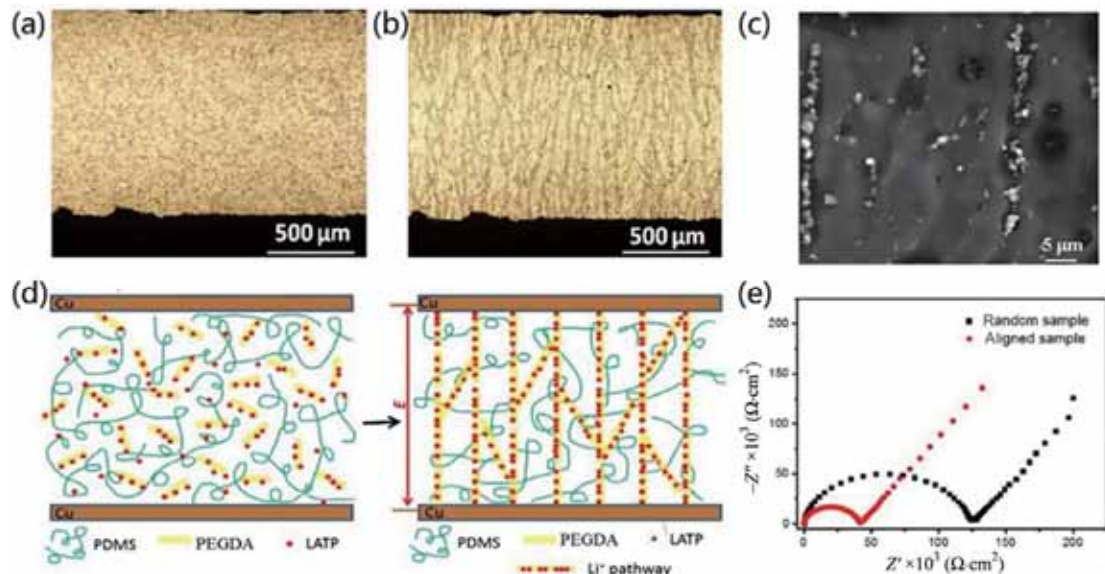 (a)
500 μm
(b)
500 μm
(c)
5 μm
(d)
Cu
Cu
PDMS PEGDA LATP
E
Cu
Cu
PDMS PEGDA LATP
Li⁺ pathway
(e)
200
150
100
50
0
−Z″ ×10³ (Ω·cm²)
Random sample
Aligned sample
0 50 100 150 200
Z′ ×10³ (Ω·cm²)